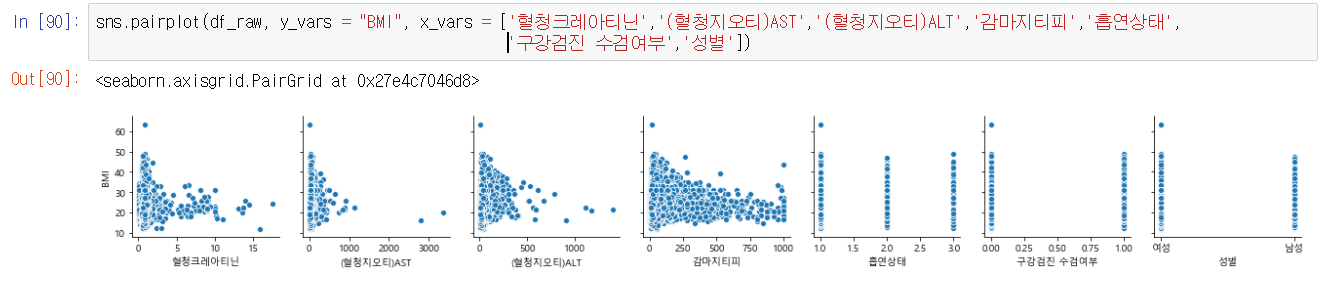 In [90]: sns.pairplot(df_raw, y_vars = "BMI", x_vars = ['혈청크레아티닌','(혈청지오티)AST','(혈청지오티)ALT','감마지티피','흡연상태',
'구강검진 수검여부','성별'])
Out[90]: <seaborn.axisgrid.PairGrid at 0x27e4c7046d8>
60
50
40
BMI
30
20
10
0 5 10 15 0 1000 2000 3000 0 500 1000 0 250 500 750 1000 1.0 1.5 2.0 2.5 3.0 0.00 0.25 0.50 0.75 1.00 여성 남성
혈청크레아티닌 (혈청지오티)AST (혈청지오티)ALT 감마지티피 흡연상태 구강검진 수검여부 성별